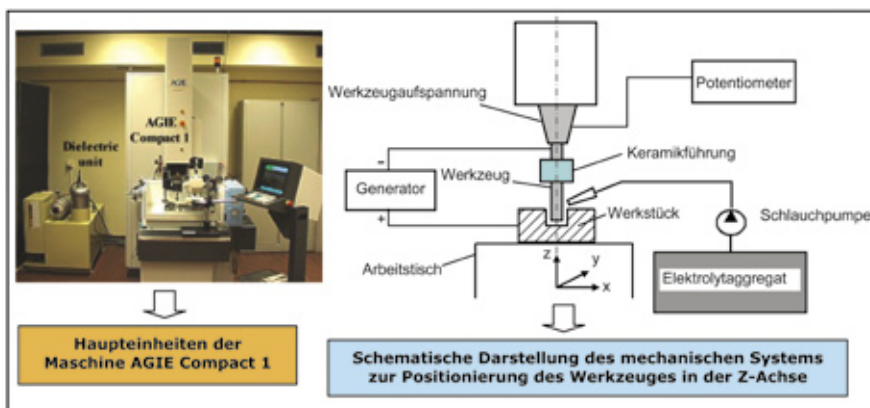 AGIE
AGIE
Compact 1
Dielectric
unit
Haupteinheiten der
Maschine AGIE Compact 1
Werkzeugaufspannung
Potentiometer
-
Keramikführung
Generator
Werkzeug
+
Werkstück
Schlauchpumpe
Arbeitstisch
z
y
x
Elektrolytaggregat
Schematische Darstellung des mechanischen Systems
zur Positionierung des Werkzeuges in der Z-Achse